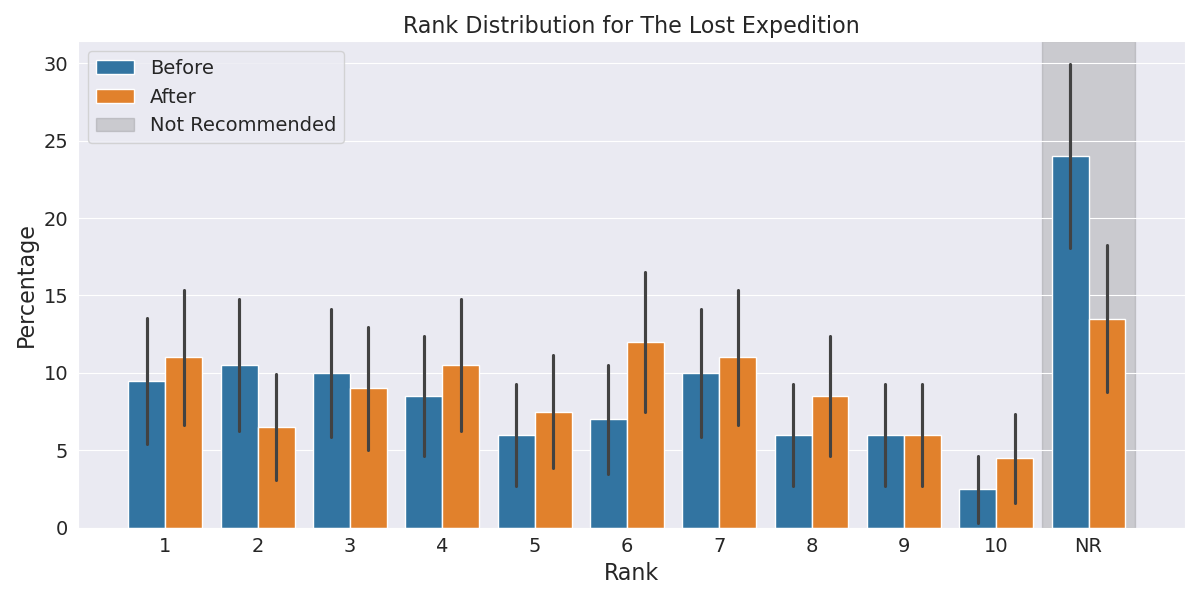 Rank Distribution for The Lost Expedition
Before
After
Not Recommended
Percentage
30
25
20
15
10
5
0
1 2 3 4 5 6 7 8 9 10 NR
Rank